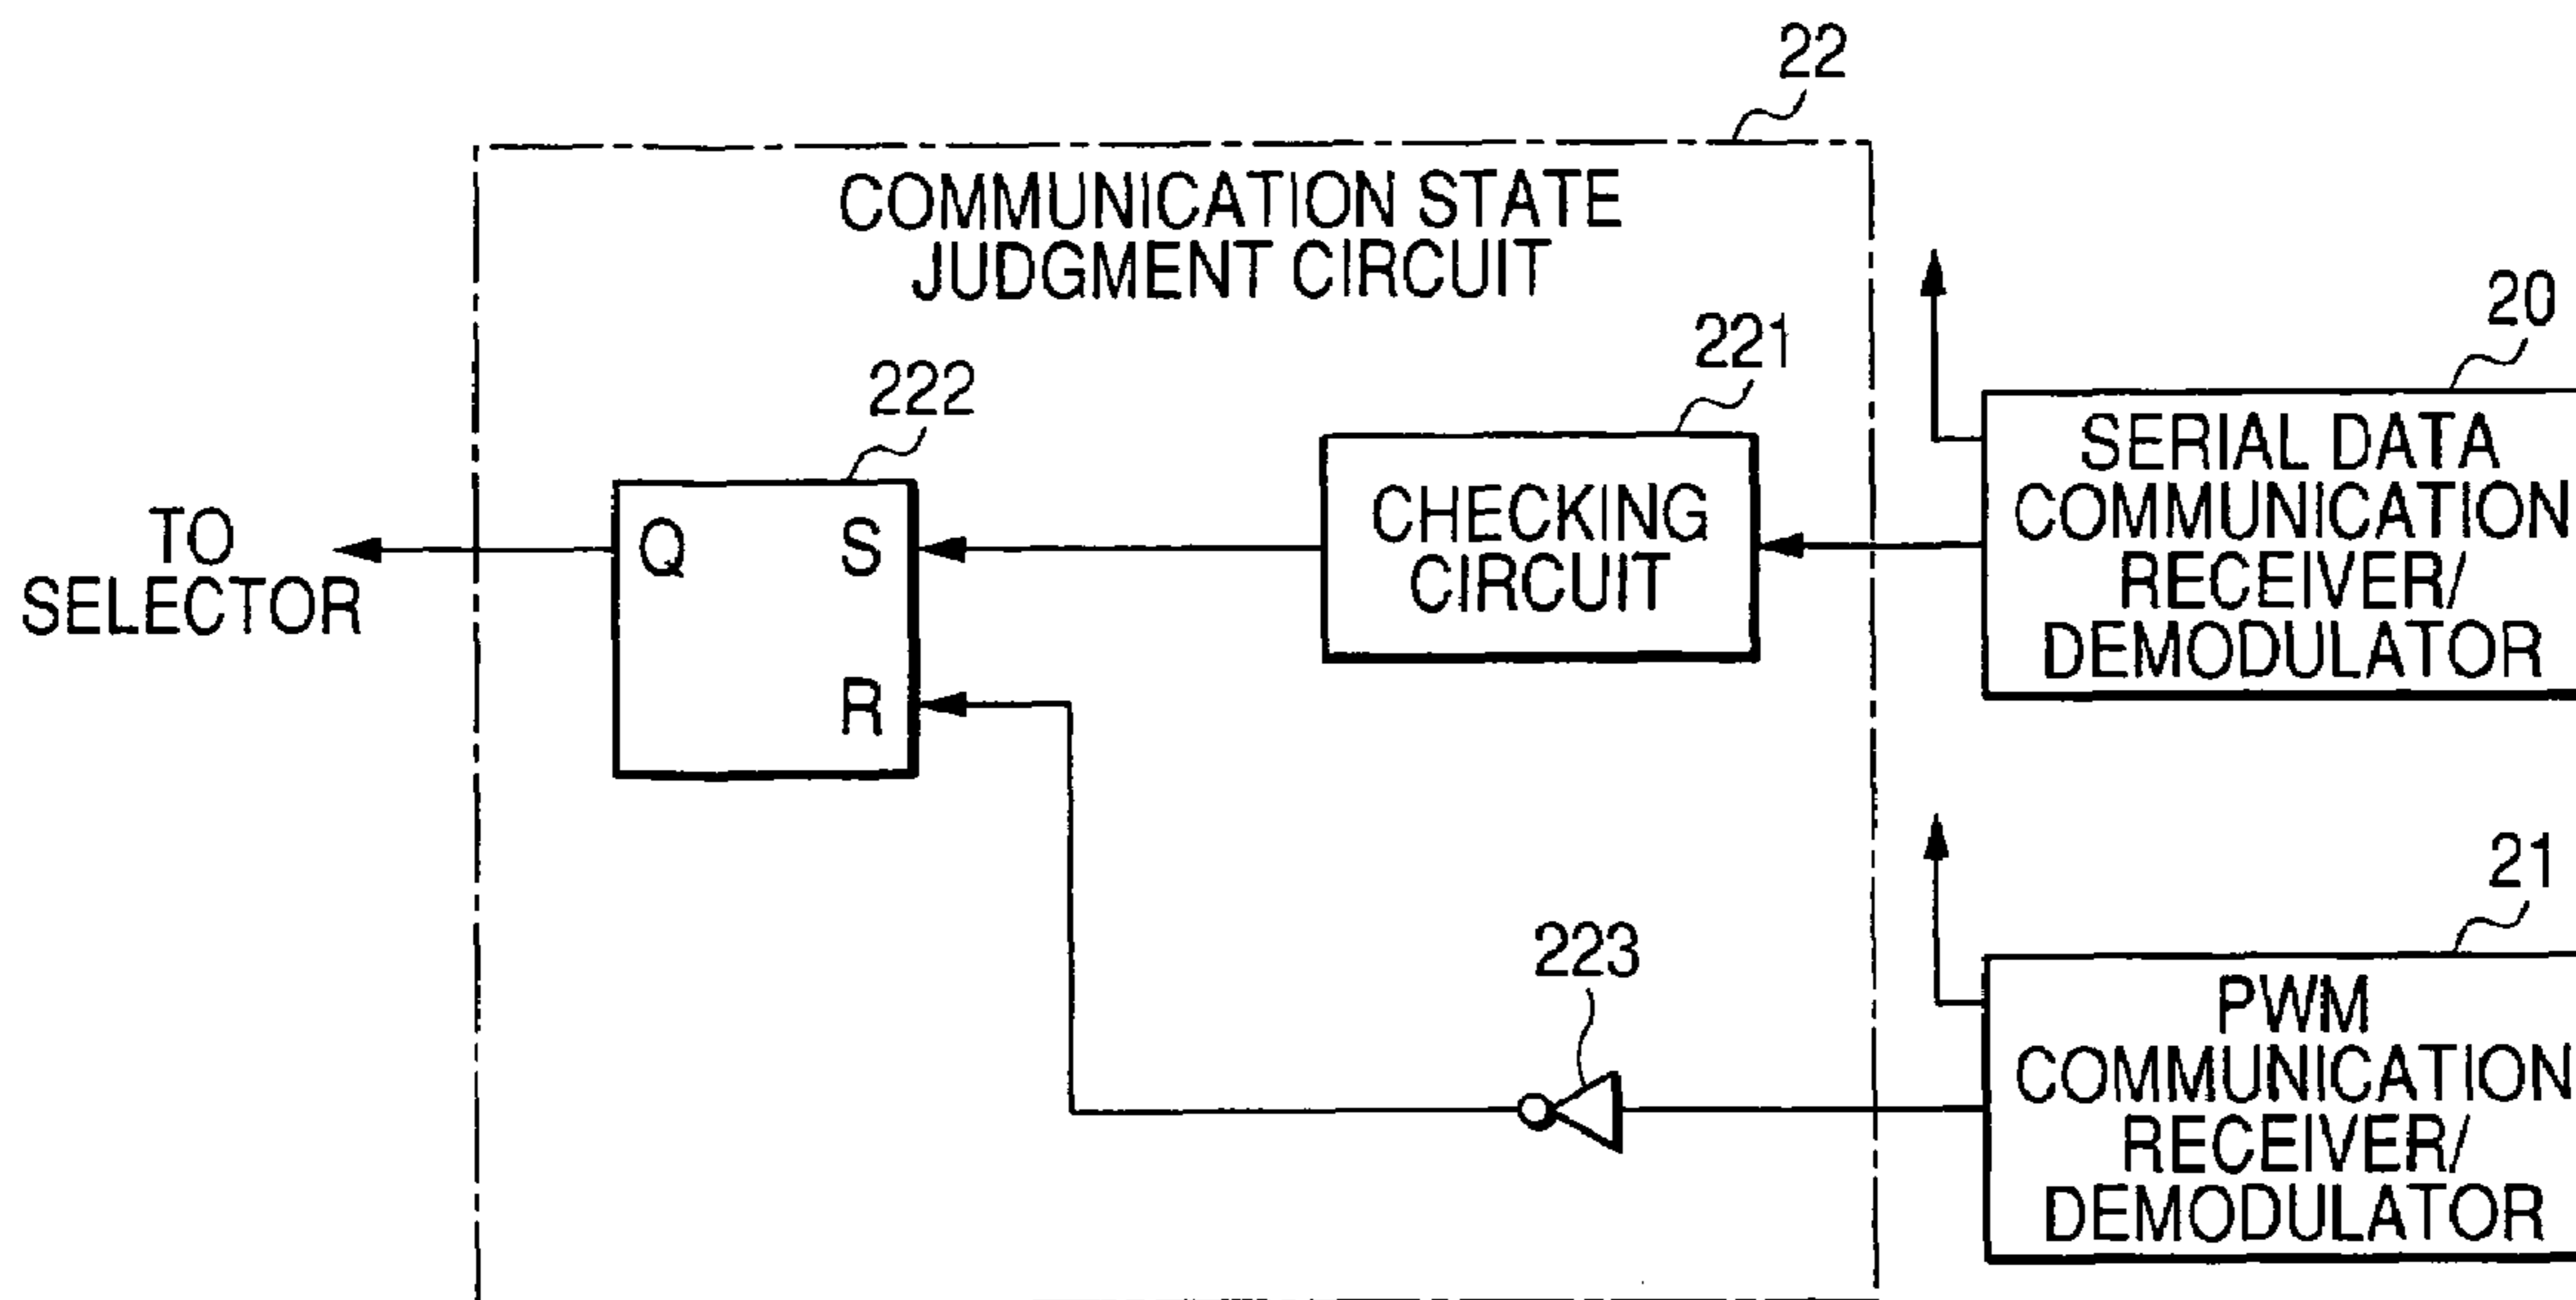 22
COMMUNICATION STATE
JUDGMENT CIRCUIT
20
221
222
SERIAL DATA
COMMUNICATION
RECEIVER/
DEMODULATOR
CHECKING
CIRCUIT
Q
S
R
TO
SELECTOR
21
223
PWM
COMMUNICATION
RECEIVER/
DEMODULATOR